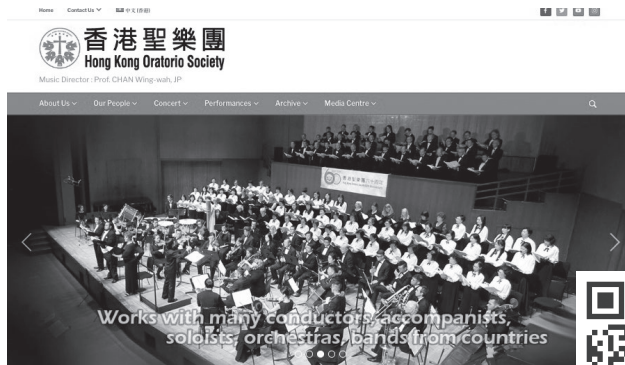 Home Contact Us 中文 (香港)
香港聖樂團
Hong Kong Oratorio Society
Music Director : Prof. CHAN Wing-wah, JP
About Us Our People Concert Performances Archive Media Centre
Works with many conductors, accompanists,
soloists, orchestras, bands from countries